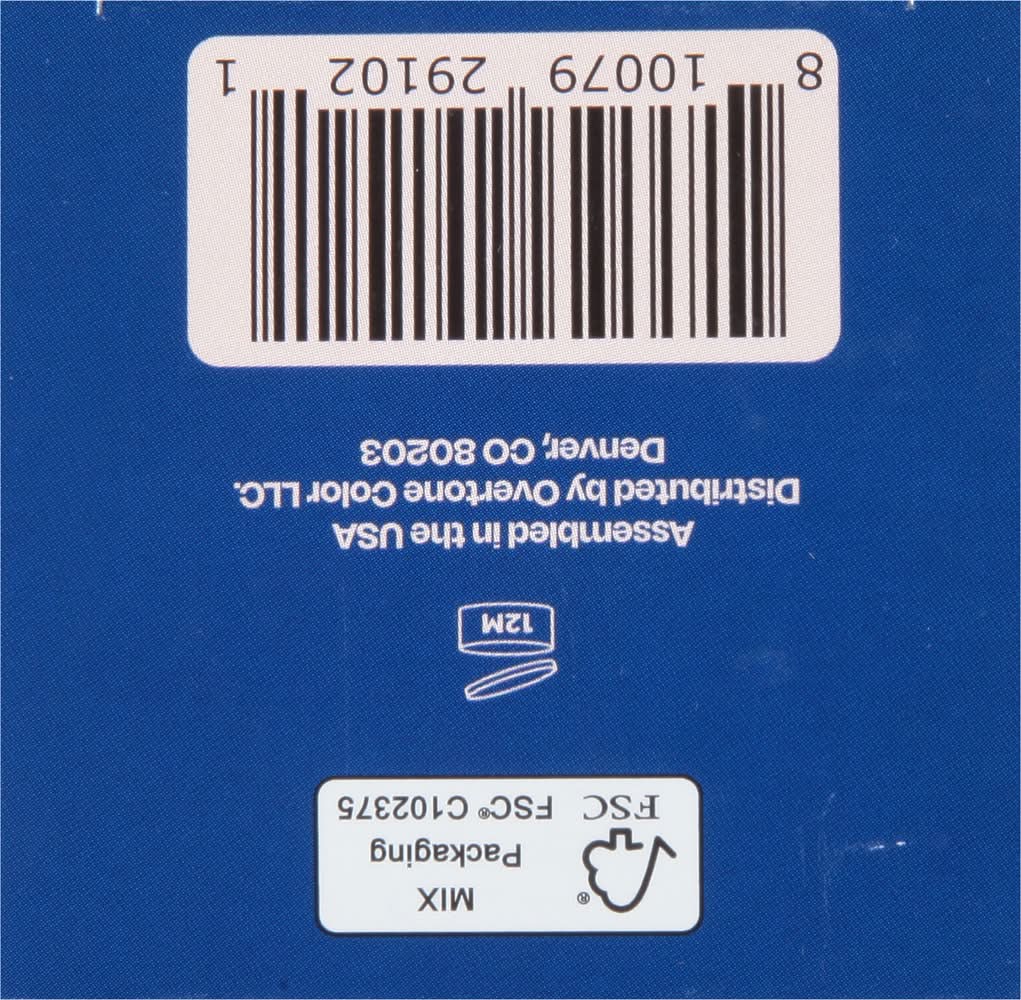 MIX
Packaging
FSC FSC® C102375
12M
Assembled in the USA
Distributed by Overtone Color LLC.
Denver, CO 80203
8 10079 29102 1